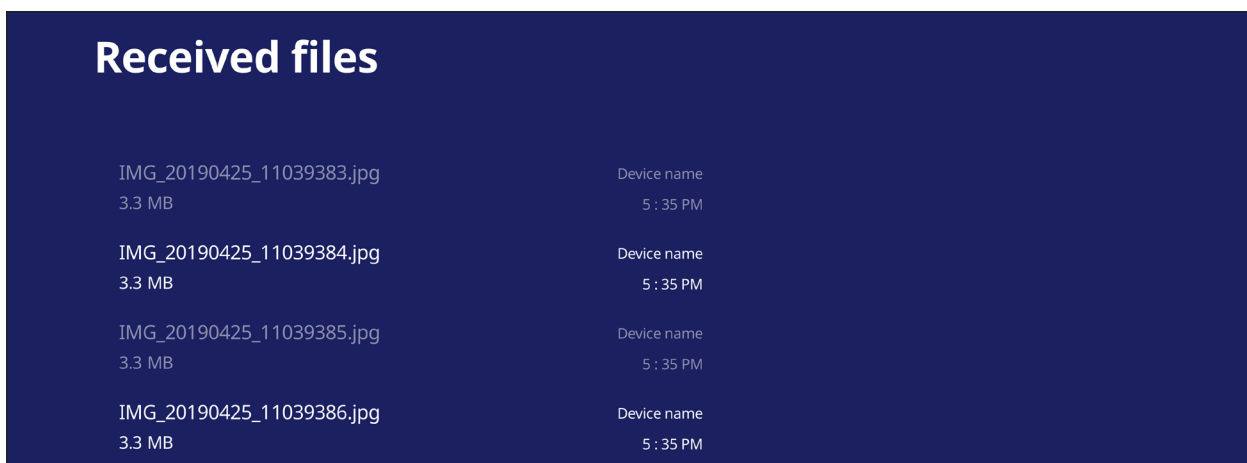 Received files
IMG_20190425_11039383.jpg Device name
3.3 MB 5 : 35 PM
IMG_20190425_11039384.jpg Device name
3.3 MB 5 : 35 PM
IMG_20190425_11039385.jpg Device name
3.3 MB 5 : 35 PM
IMG_20190425_11039386.jpg Device name
3.3 MB 5 : 35 PM